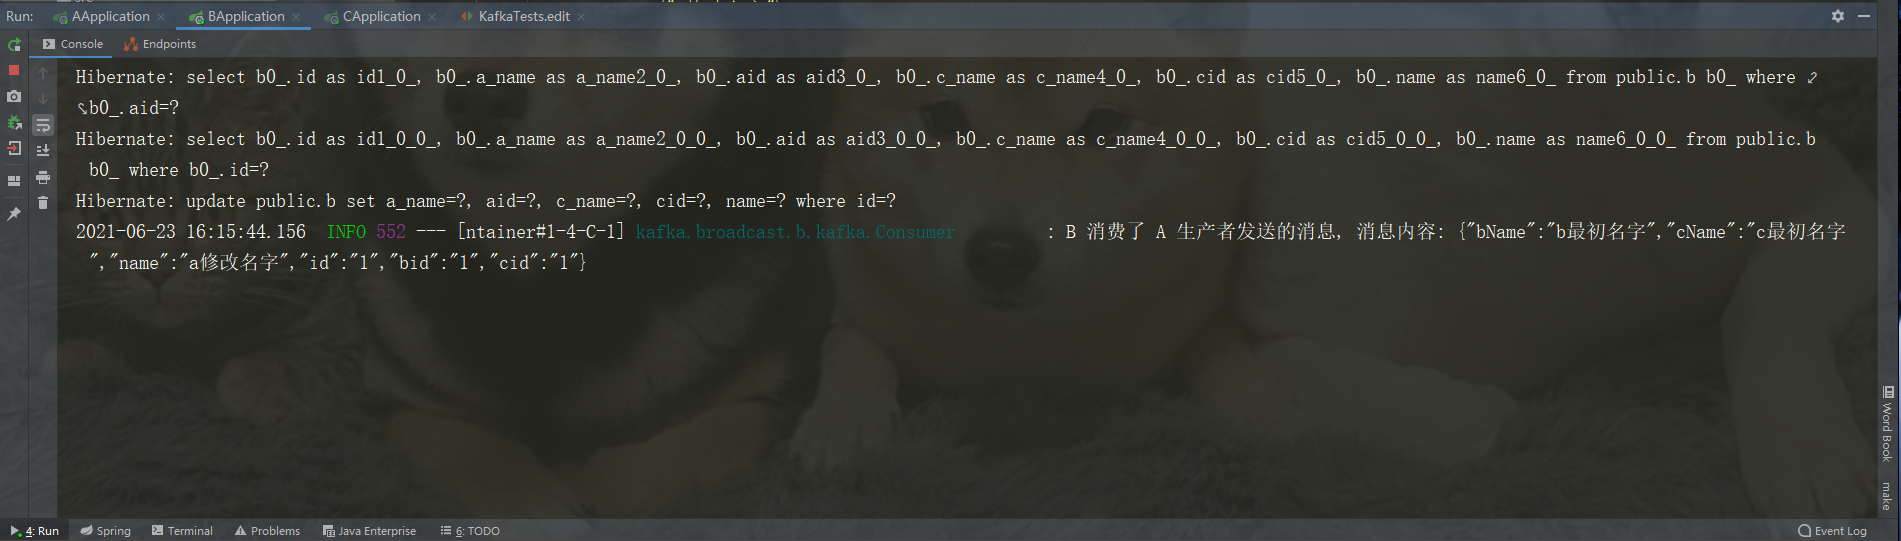 Run: AApplication BApplication CApplication KafkaTests.edit
Console Endpoints
Hibernate: select b0_.id as id1_0_, b0_.a_name as a_name2_0_, b0_.aid as aid3_0_, b0_.c_name as c_name4_0_, b0_.cid as cid5_0_, b0_.name as name6_0_ from public.b b0_ where
b0_.aid=?
Hibernate: select b0_.id as id1_0_0_, b0_.a_name as a_name2_0_0_, b0_.aid as aid3_0_0_, b0_.c_name as c_name4_0_0_, b0_.cid as cid5_0_0_, b0_.name as name6_0_0_ from public.b
b0_ where b0_.id=?
Hibernate: update public.b set a_name=?, aid=?, c_name=?, cid=?, name=? where id=?
2021-06-23 16:15:44.156 INFO 552 --- [ntainer#1-4-C-1] kafka.broadcast.b.kafka.Consumer : B 消费了 A 生产者发送的消息, 消息内容: {"bName":"b最初名字","cName":"c最初名字
","name":"a修改名字","id":"1","bid":"1","cid":"1"}
Word Book
make
4: Run Spring Terminal Problems Java Enterprise 6: TODO Event Log